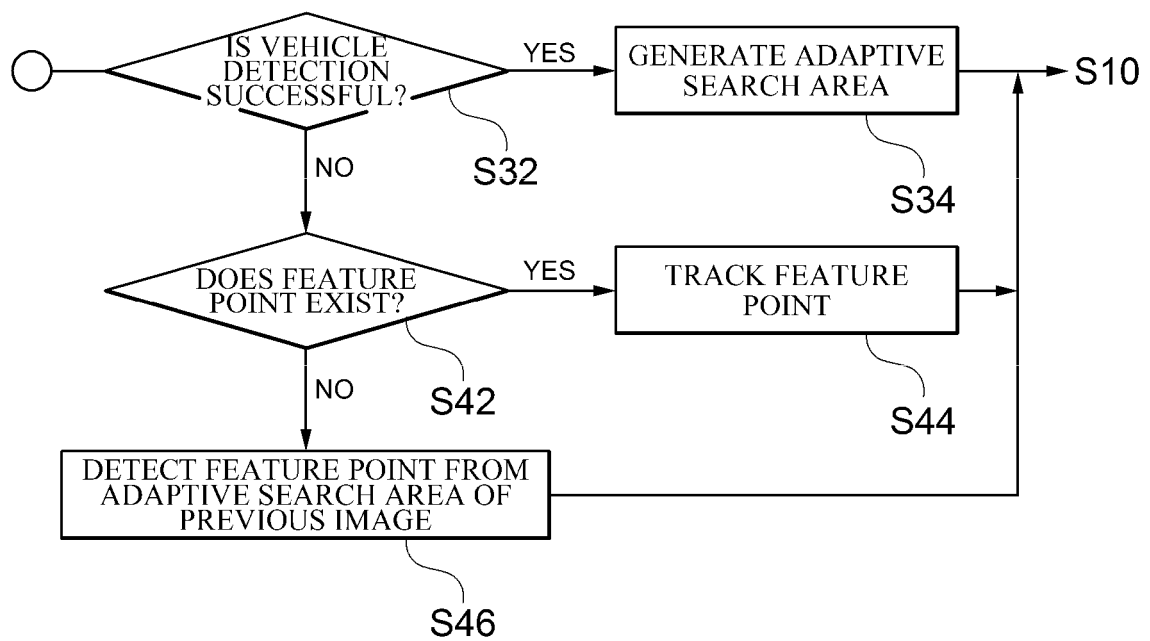 IS VEHICLE
DETECTION
SUCCESSFUL?
YES
GENERATE ADAPTIVE
SEARCH AREA
S10
S32
S34
NO
DOES FEATURE
POINT EXIST?
YES
TRACK FEATURE
POINT
S42
S44
NO
DETECT FEATURE POINT FROM
ADAPTIVE SEARCH AREA OF
PREVIOUS IMAGE
S46